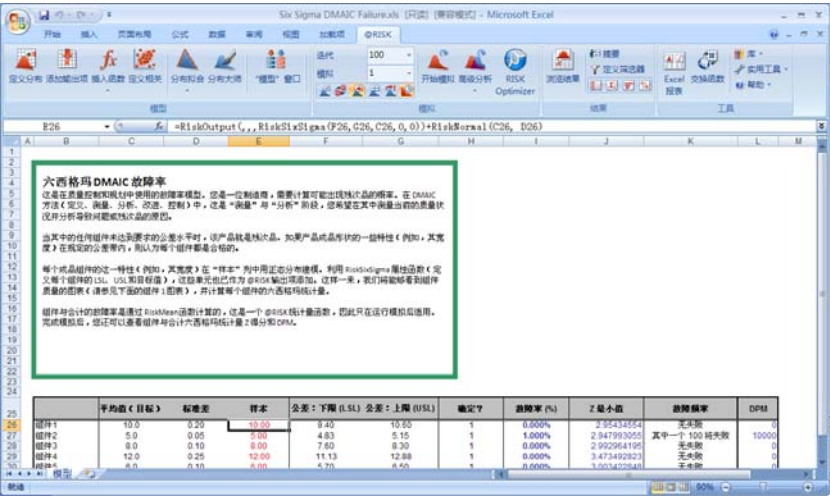 Six Sigma DMAIC Failure.xls [只读] [兼容模式] - Microsoft Excel
开始 插入 页面布局 公式 数据 审阅 视图 加载项 @RISK
定义分布 添加输出项 插入函数 定义相关 分布拟合 分布大师 “模型” 窗口
迭代 100
模拟 1
开始模拟 高级分析 RISK Optimizer
浏览结果 摘要
定义筛选器
Excel 报表 交换函数
库
实用工具
帮助
模型 模拟 结果 工具
E26 fx =RiskOutput(,,,RiskSixSigma(F26,G26,C26,0,0))+RiskNormal(C26, D26)
A B C D E F G H I J K L M
六西格玛 DMAIC 故障率
这是在质量控制和规划中使用的故障率模型。您是一位制造商，需要计算可能出现残次品的概率。在 DMAIC
方法（定义、测量、分析、改进、控制）中，这是 “测量” 与 “分析” 阶段，您希望在其中测量当前的质量状
况并分析导致问题或残次品的原因。
当其中的任何组件未达到要求的公差水平时，该产品就是残次品。如果产品成品形状的一些特性（例如，其宽
度）在规定的公差带内，则认为每个组件都是合格的。
每个成品组件的这一特性（例如，其宽度）在 “样本” 列中用正态分布建模。利用 RiskSixSigma 属性函数（定
义每个组件的 LSL、USL 和目标值），这些单元也已作为 @RISK 输出项添加。这样一来，我们将能够看到组件
质量的图表（请参见下面的组件 1 图表），并计算每个组件的六西格玛统计量。
组件与合计的故障率是通过 RiskMean 函数计算的，这是一个 @RISK 统计量函数，因此只在运行模拟后适用。
完成模拟后，您还可以查看组件与合计六西格玛统计量 Z 得分和 DPM。
平均值（目标） 标准差 样本 公差：下限 (LSL) 公差：上限 (USL) 确定? 故障率 (%) Z 最小值 故障频率 DPM
26 组件1 10.0 0.20 10.00 9.40 10.60 1 0.000% 2.95434554 无失败 0
27 组件2 5.0 0.05 5.00 4.83 5.15 1 1.000% 2.947993055 其中一个 100 将失败 10000
28 组件3 8.0 0.10 8.00 7.60 8.30 1 0.000% 2.992964195 无失败 0
29 组件4 12.0 0.25 12.00 11.13 12.88 1 0.000% 3.473492823 无失败 0
30 组件5 6.0 0.10 6.00 5.70 6.50 1 0.000% 3.003422848 无失败 0
模型
就绪 90%